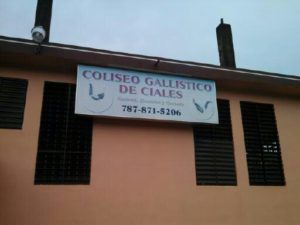 COLISEO GALLISTICO
DE CIALES
787-871-5206